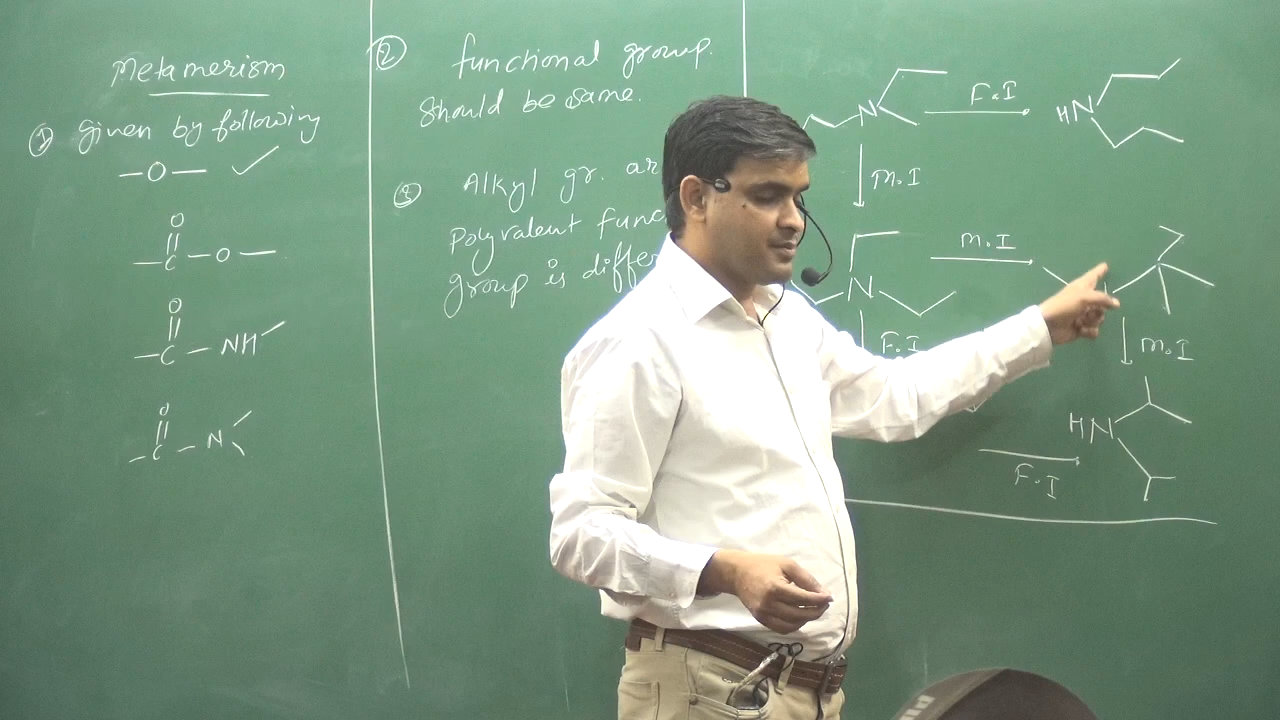 Metamerism
① Given by following
-O- ✓
O
-C-O-
O
-C-NH
O
-C-N
② functional group.
should be same.
③ Alkyl gr. ar
Polyvalent func
group is differe
N F.I HN
M.I
N M.I
F.I M.I
HN
F.I